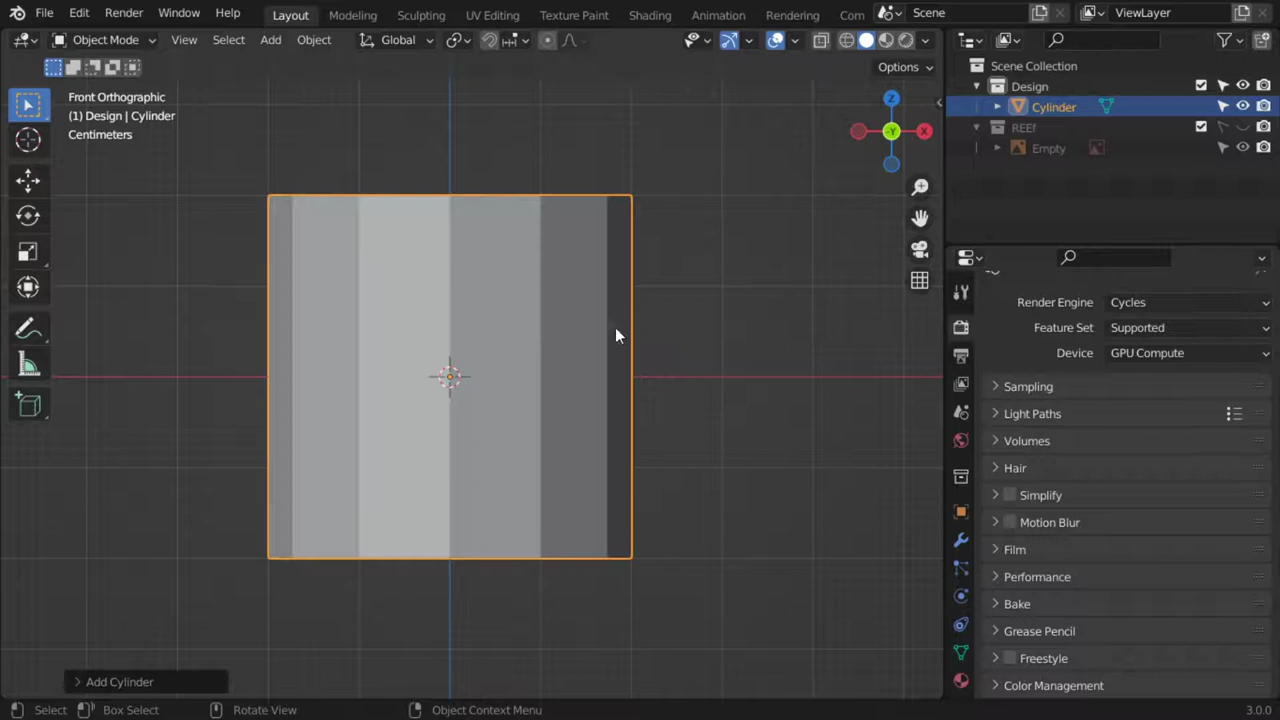 File Edit Render Window Help Layout Modeling Sculpting UV Editing Texture Paint Shading Animation Rendering Com Scene ViewLayer
Object Mode View Select Add Object Global
Options
Front Orthographic
(1) Design | Cylinder
Centimeters
Z
-Y
X
Add Cylinder
Scene Collection
Design
Cylinder
REEf
Empty
Render Engine Cycles
Feature Set Supported
Device GPU Compute
Sampling
Light Paths
Volumes
Hair
Simplify
Motion Blur
Film
Performance
Bake
Grease Pencil
Freestyle
Color Management
Select Box Select Rotate View Object Context Menu 3.0.0